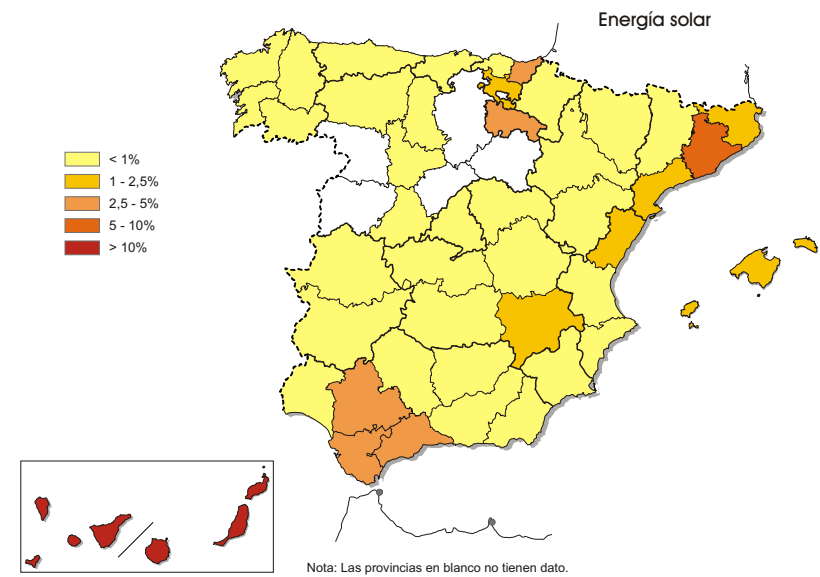 Energía solar
< 1%
1 - 2,5%
2,5 - 5%
5 - 10%
> 10%
Nota: Las provincias en blanco no tienen dato.